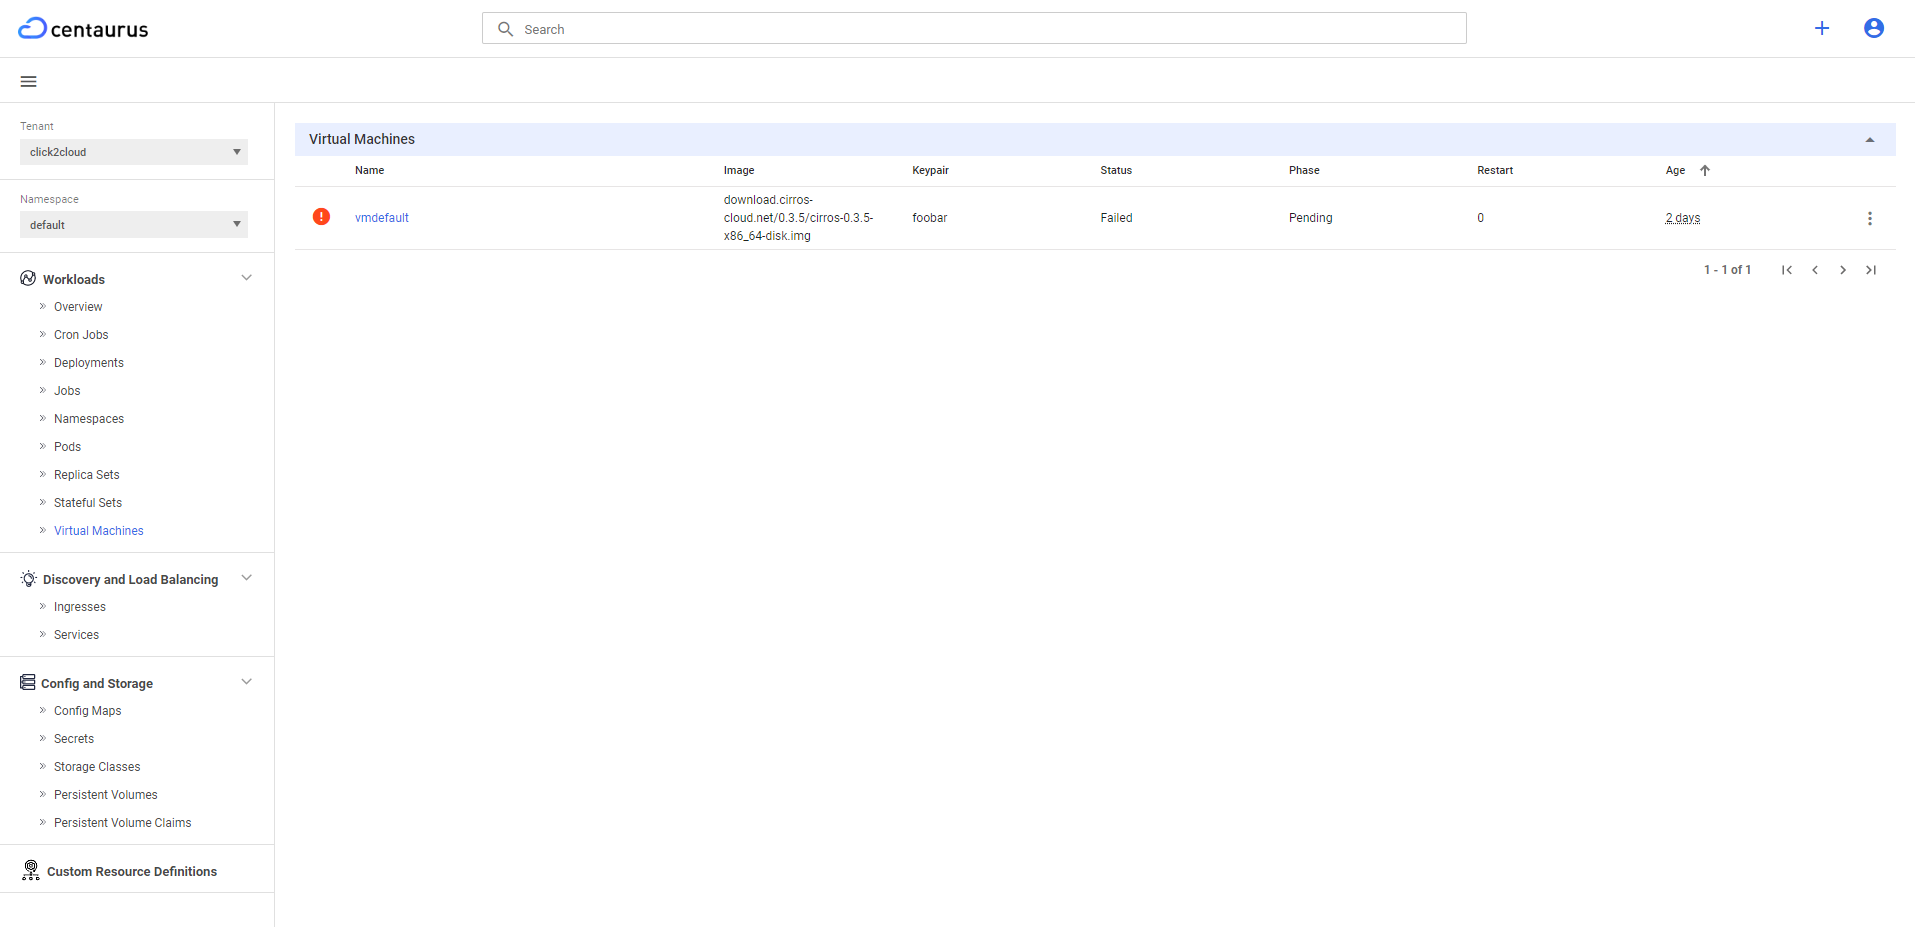 centaurus
Search
Tenant
click2cloud
Namespace
default
Workloads
Overview
Cron Jobs
Deployments
Jobs
Namespaces
Pods
Replica Sets
Stateful Sets
Virtual Machines
Discovery and Load Balancing
Ingresses
Services
Config and Storage
Config Maps
Secrets
Storage Classes
Persistent Volumes
Persistent Volume Claims
Custom Resource Definitions
Virtual Machines
Name Image Keypair Status Phase Restart Age
download.cirros-
cloud.net/0.3.5/cirros-0.3.5-
x86_64-disk.img
vmdefault foobar Failed Pending 0 2 days
1 - 1 of 1